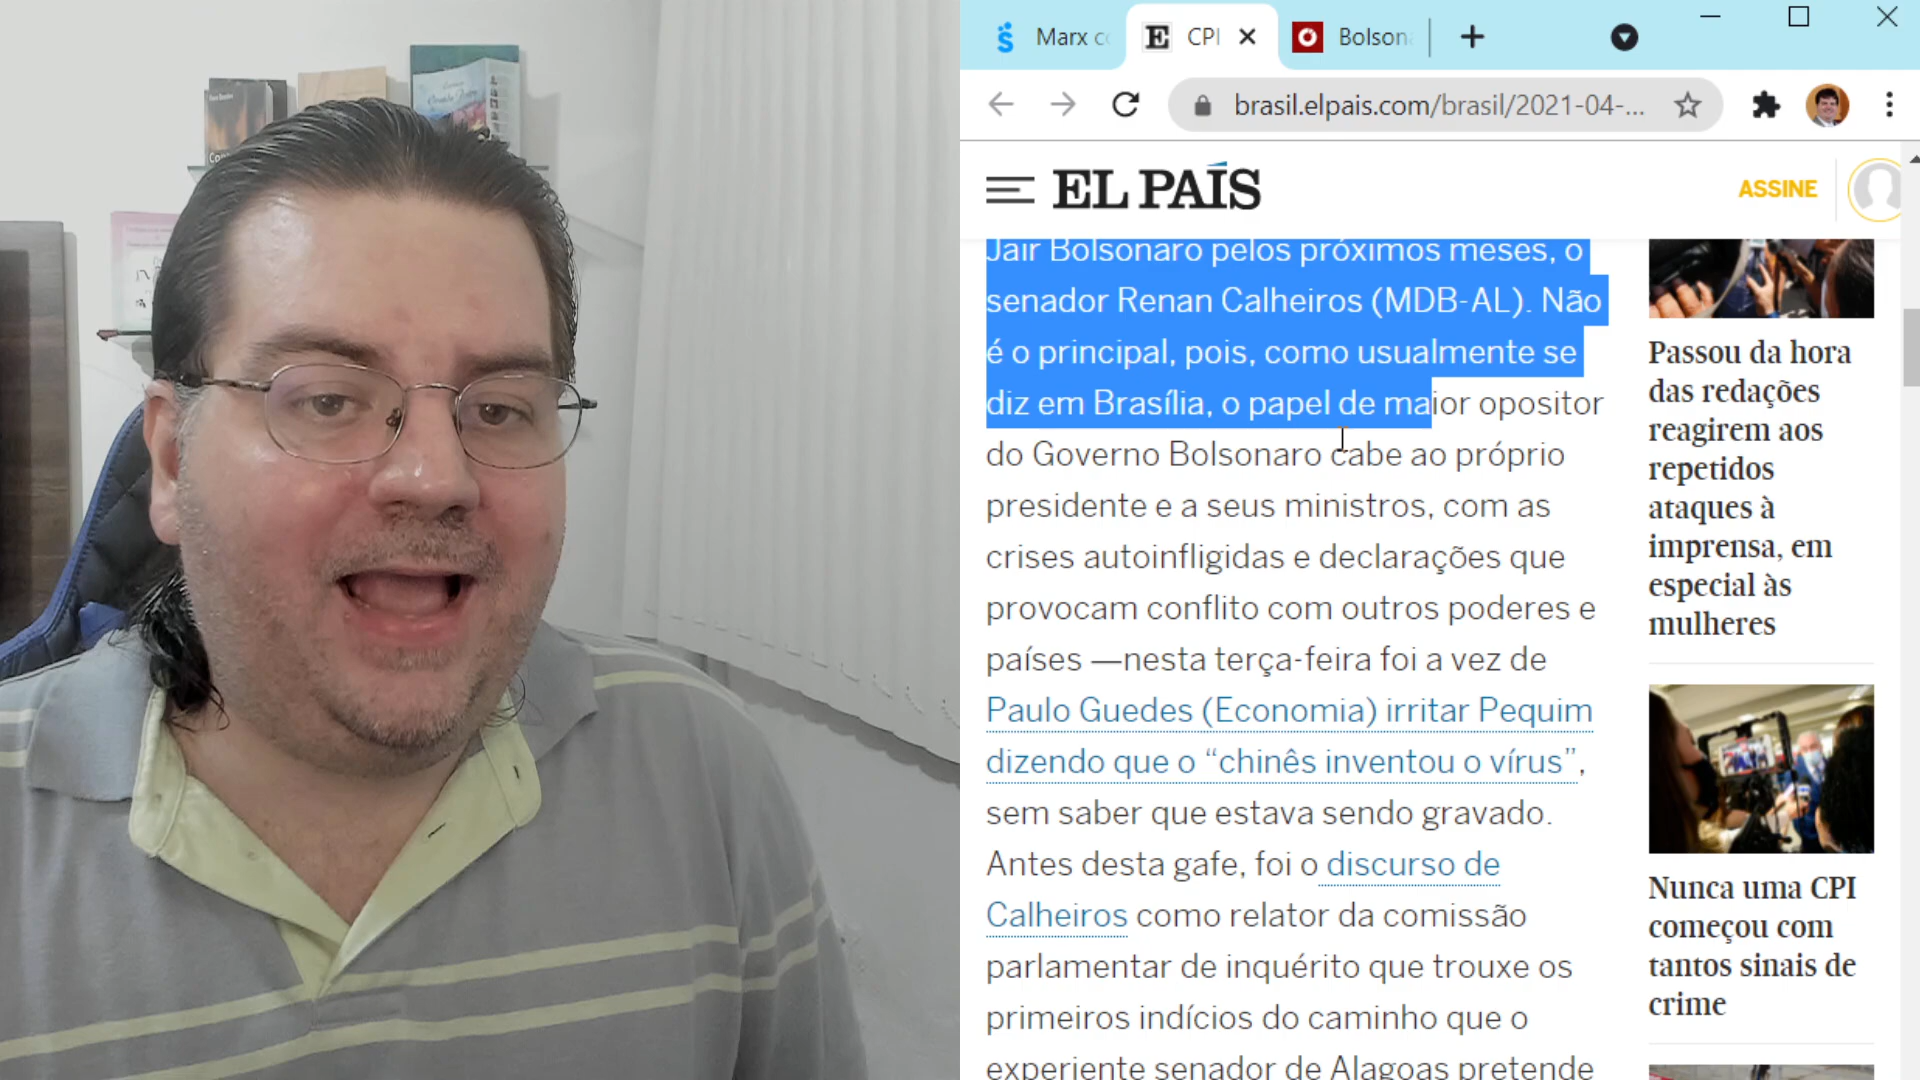 Marx c
CPI
Bolson
brasil.elpais.com/brasil/2021-04-...
EL PAÍS
ASSINE
Jair Bolsonaro pelos próximos meses, o
senador Renan Calheiros (MDB-AL). Não
é o principal, pois, como usualmente se
diz em Brasília, o papel de maior opositor
do Governo Bolsonaro cabe ao próprio
presidente e a seus ministros, com as
crises autoinfligidas e declarações que
provocam conflito com outros poderes e
países —nesta terça-feira foi a vez de
Paulo Guedes (Economia) irritar Pequim
dizendo que o “chinês inventou o vírus”,
sem saber que estava sendo gravado.
Antes desta gafe, foi o discurso de
Calheiros como relator da comissão
parlamentar de inquérito que trouxe os
primeiros indícios do caminho que o
experiente senador de Alagoas pretende
Passou da hora
das redações
reagirem aos
repetidos
ataques à
imprensa, em
especial às
mulheres
Nunca uma CPI
começou com
tantos sinais de
crime